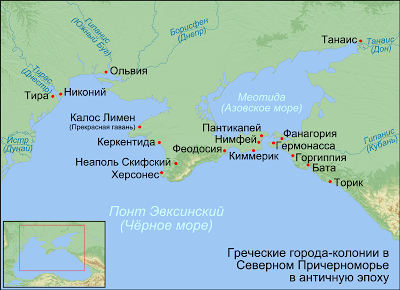 Борисфен
(Днепр)
Гипанис
(Южный Буг)
Танаис
Танаис
(Дон)
Тирас
(Днестр)
Ольвия
Никоний
Тира
Меотида
(Азовское море)
Калос Лимен
(Прекрасная гавань)
Пантикапей
Фанагория
Гипанис
(Кубань)
Истр
(Дунай)
Керкентида
Нимфей
Гермонасса
Феодосия
Киммерик
Горгиппия
Неаполь Скифский
Бата
Херсонес
Торик
Понт Эвксинский
(Чёрное море)
Греческие города-колонии в
Северном Причерноморье
в античную эпоху